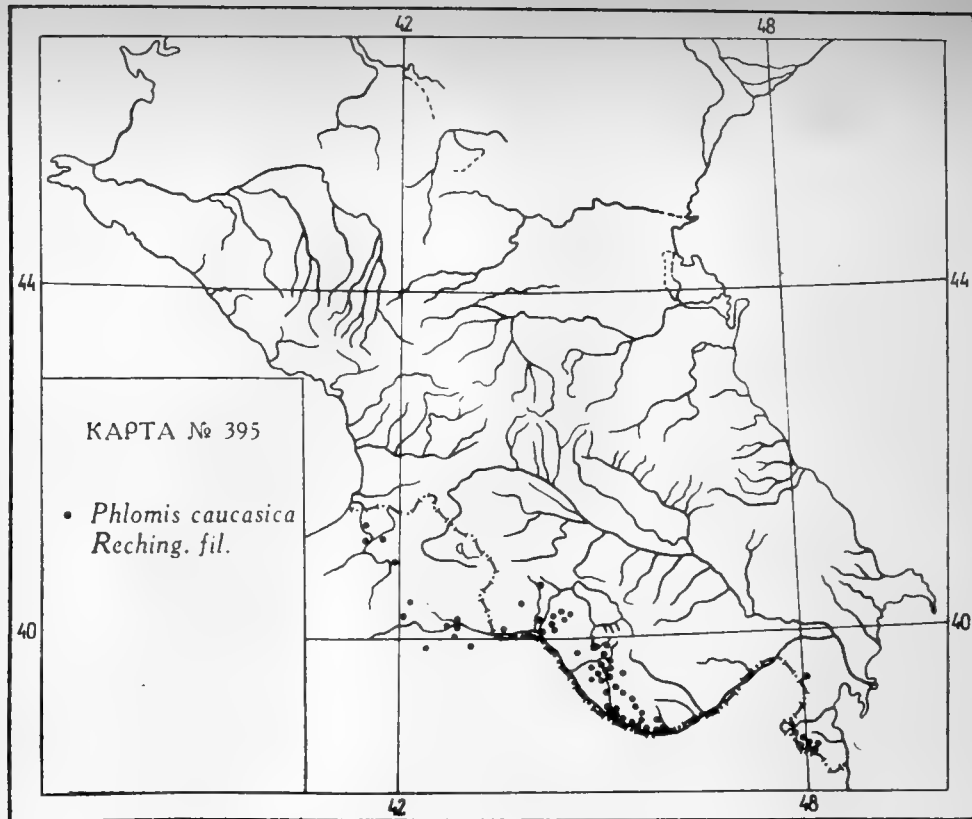 42 48
44 44
КАРТА № 395
• Phlomis caucasica
Reching. fil.
40 40
42 48